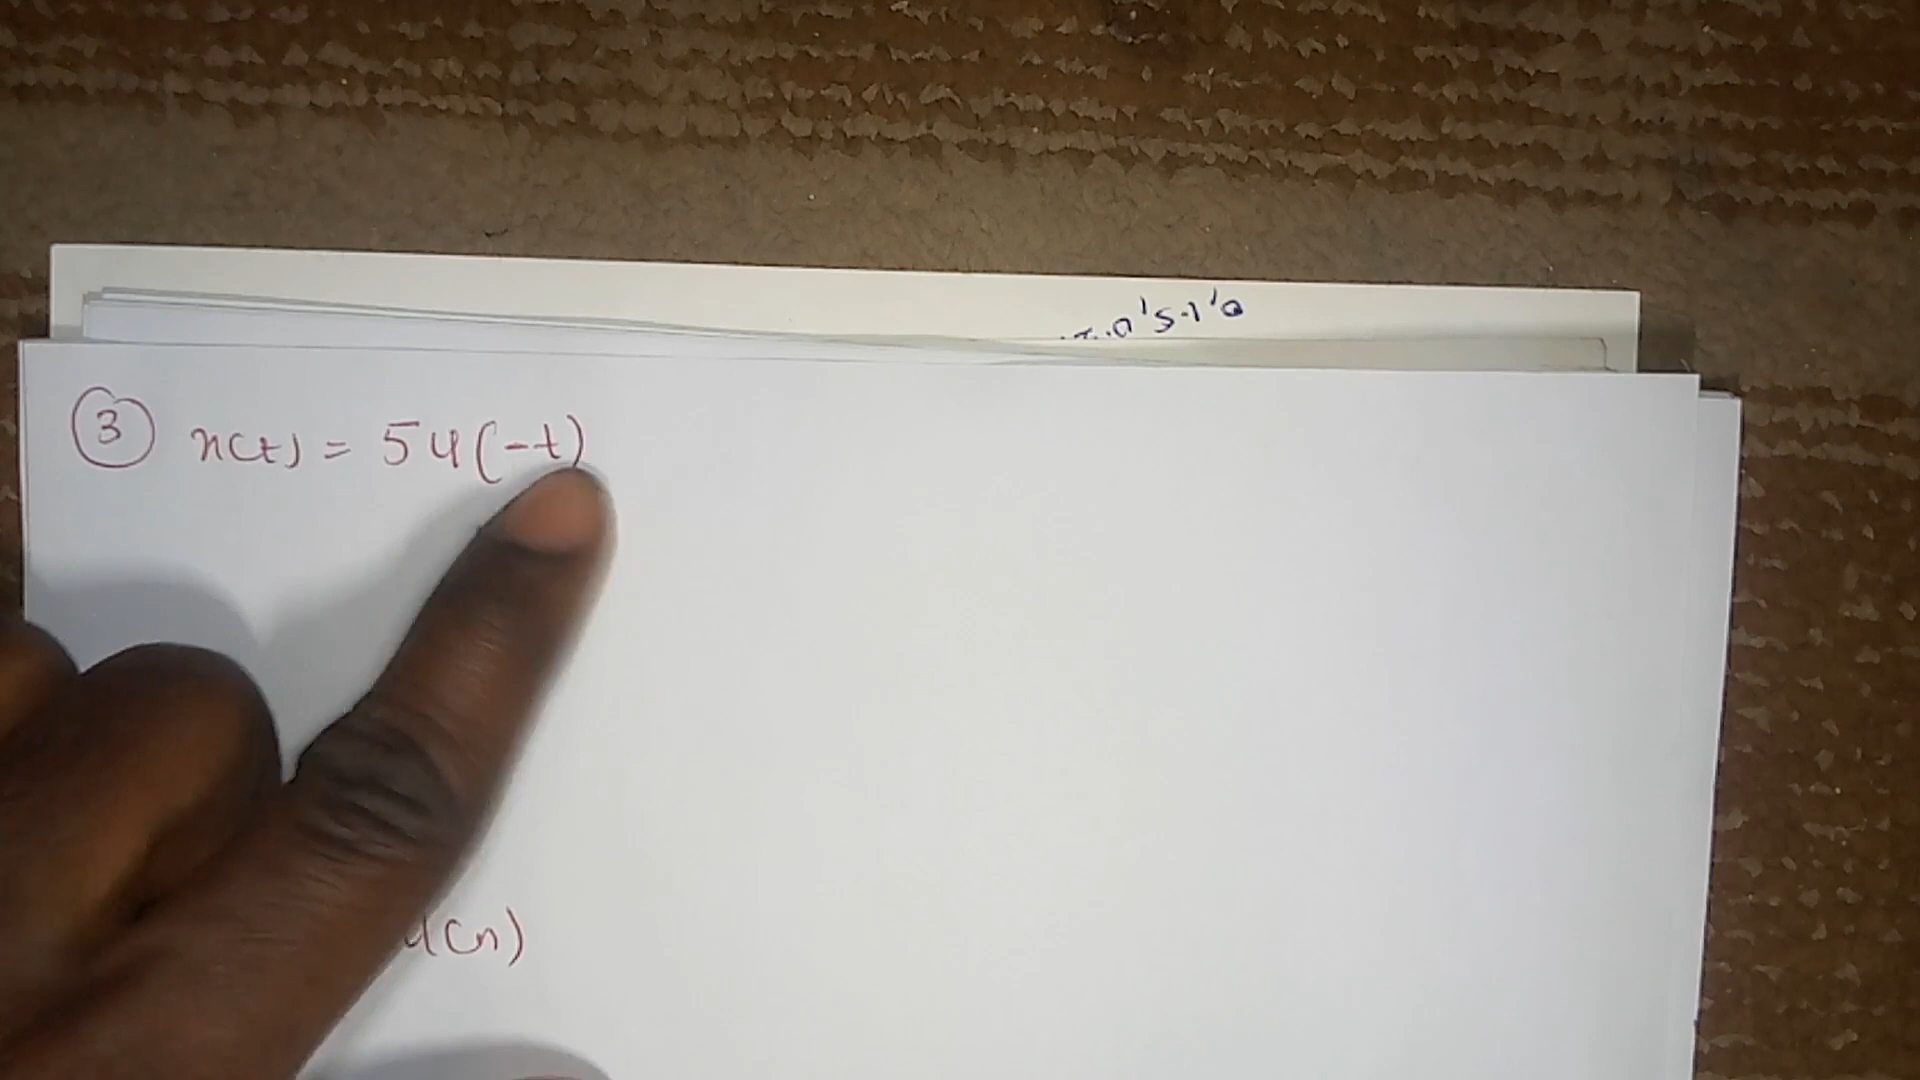 ③ x(t) = 5u(-t)
u(n)